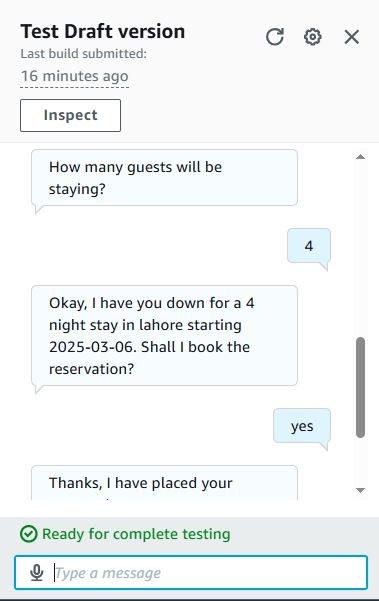 Test Draft version
Last build submitted:
16 minutes ago
Inspect
How many guests will be
staying?
4
Okay, I have you down for a 4
night stay in lahore starting
2025-03-06. Shall I book the
reservation?
yes
Thanks, I have placed your
Ready for complete testing
Type a message